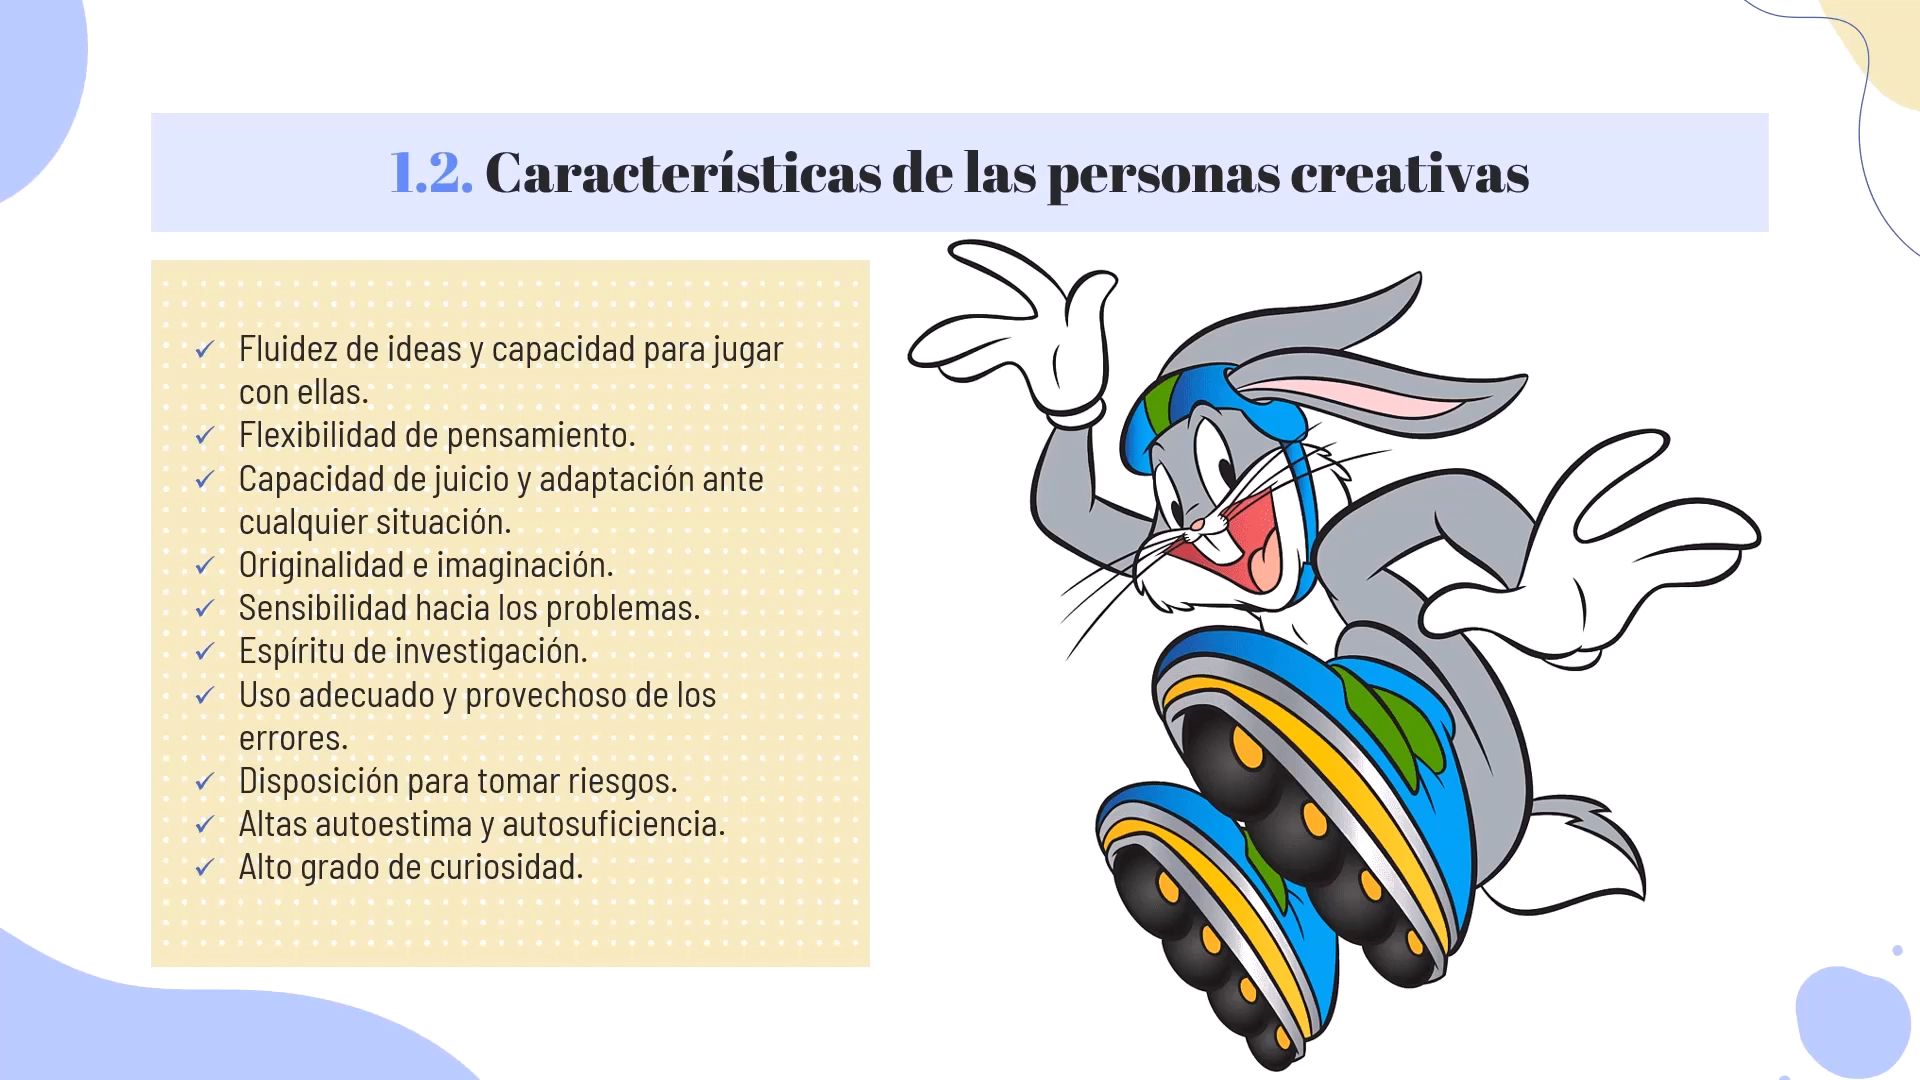 1.2. Características de las personas creativas
✓ Fluidez de ideas y capacidad para jugar
con ellas.
✓ Flexibilidad de pensamiento.
✓ Capacidad de juicio y adaptación ante
cualquier situación.
✓ Originalidad e imaginación.
✓ Sensibilidad hacia los problemas.
✓ Espíritu de investigación.
✓ Uso adecuado y provechoso de los
errores.
✓ Disposición para tomar riesgos.
✓ Altas autoestima y autosuficiencia.
✓ Alto grado de curiosidad.